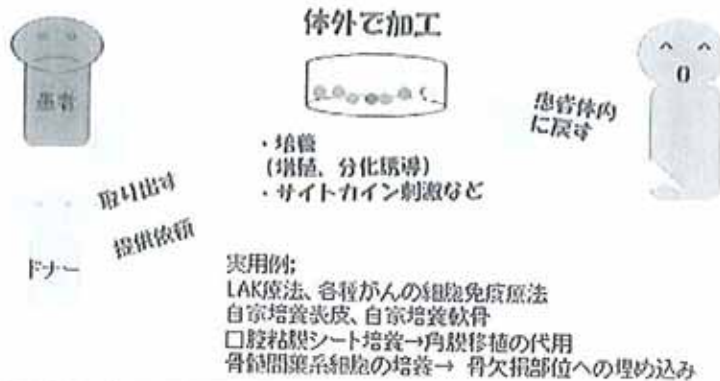 体外で加工
患者
・培養
(増殖、分化誘導)
・サイトカイン刺激など
患者体内
に戻す
取り出す
提供依頼
ドナー
実用例;
LAK療法、各種がんの細胞免疫療法
自家培養表皮、自家培養軟骨
口腔粘膜シート培養→角膜移植の代用
骨髄間葉系細胞の培養→ 骨欠損部位への埋め込み